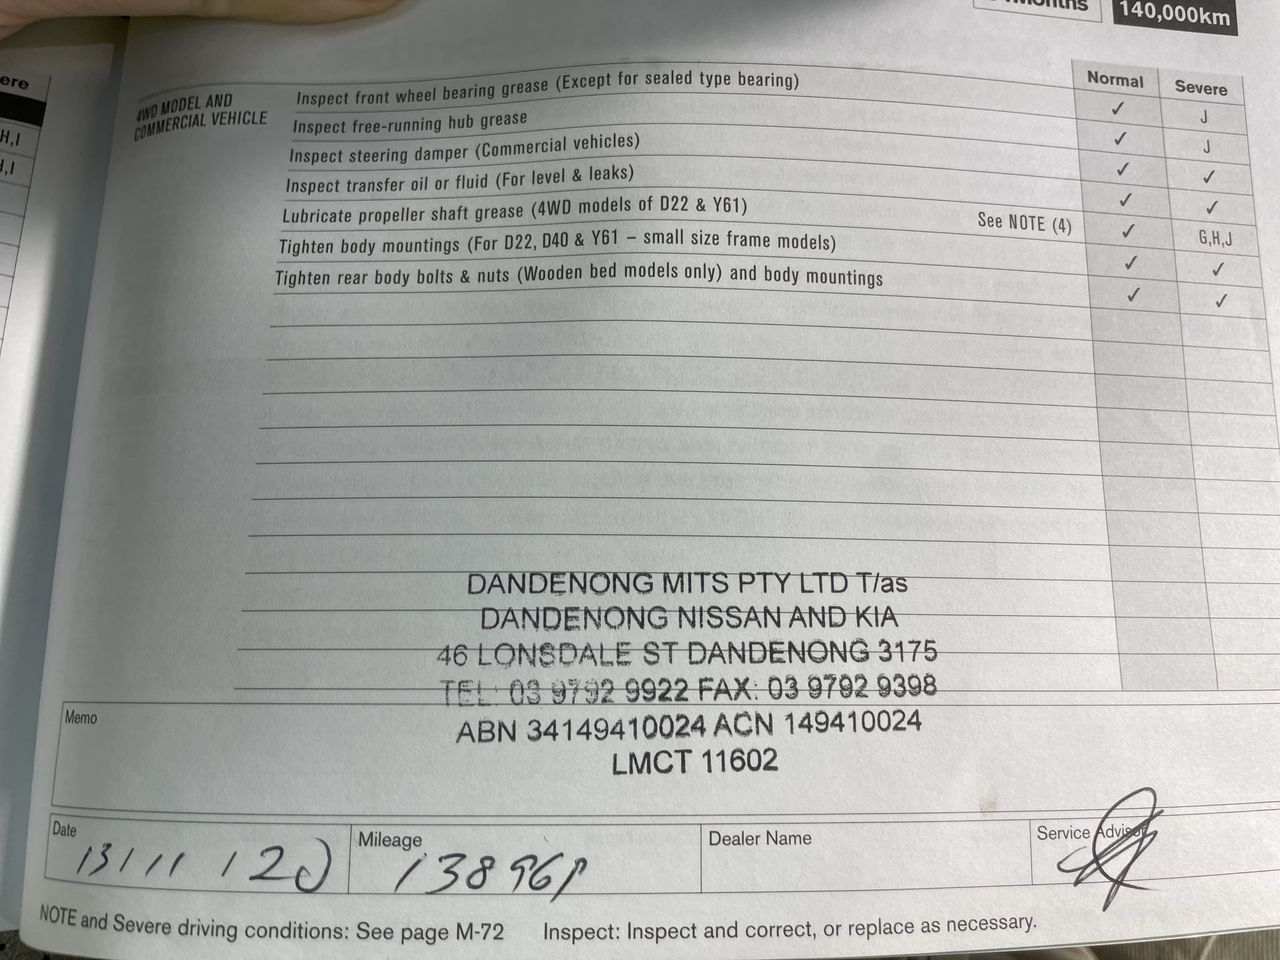 Months 140,000km
ere
H,I
Normal Severe
4WD MODEL AND
COMMERCIAL VEHICLE
Inspect front wheel bearing grease (Except for sealed type bearing) ✓ J
Inspect free-running hub grease ✓ J
Inspect steering damper (Commercial vehicles) ✓ ✓
Inspect transfer oil or fluid (For level & leaks) ✓ ✓
Lubricate propeller shaft grease (4WD models of D22 & Y61) See NOTE (4) ✓ G,H,J
Tighten body mountings (For D22, D40 & Y61 – small size frame models) ✓ ✓
Tighten rear body bolts & nuts (Wooden bed models only) and body mountings ✓ ✓
DANDENONG MITS PTY LTD T/as
DANDENONG NISSAN AND KIA
46 LONSDALE ST DANDENONG 3175
TEL: 03 9792 9922 FAX: 03 9792 9398
ABN 34149410024 ACN 149410024
LMCT 11602
Memo
Date 13/11/20
Mileage
Dealer Name
Service Advisor
NOTE and Severe driving conditions: See page M-72 Inspect: Inspect and correct, or replace as necessary.